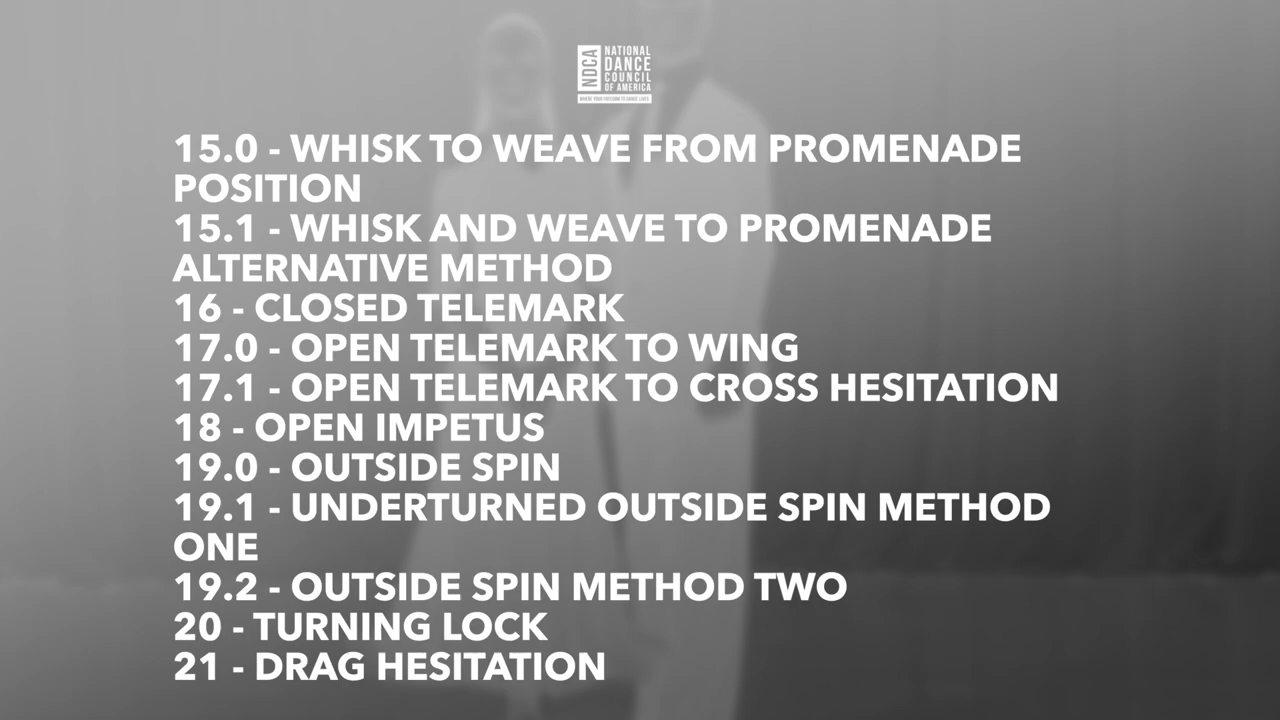 NDCA
NATIONAL
DANCE
COUNCIL
OF AMERICA
15.0 - WHISK TO WEAVE FROM PROMENADE
POSITION
15.1 - WHISK AND WEAVE TO PROMENADE
ALTERNATIVE METHOD
16 - CLOSED TELEMARK
17.0 - OPEN TELEMARK TO WING
17.1 - OPEN TELEMARK TO CROSS HESITATION
18 - OPEN IMPETUS
19.0 - OUTSIDE SPIN
19.1 - UNDERTURNED OUTSIDE SPIN METHOD
ONE
19.2 - OUTSIDE SPIN METHOD TWO
20 - TURNING LOCK
21 - DRAG HESITATION